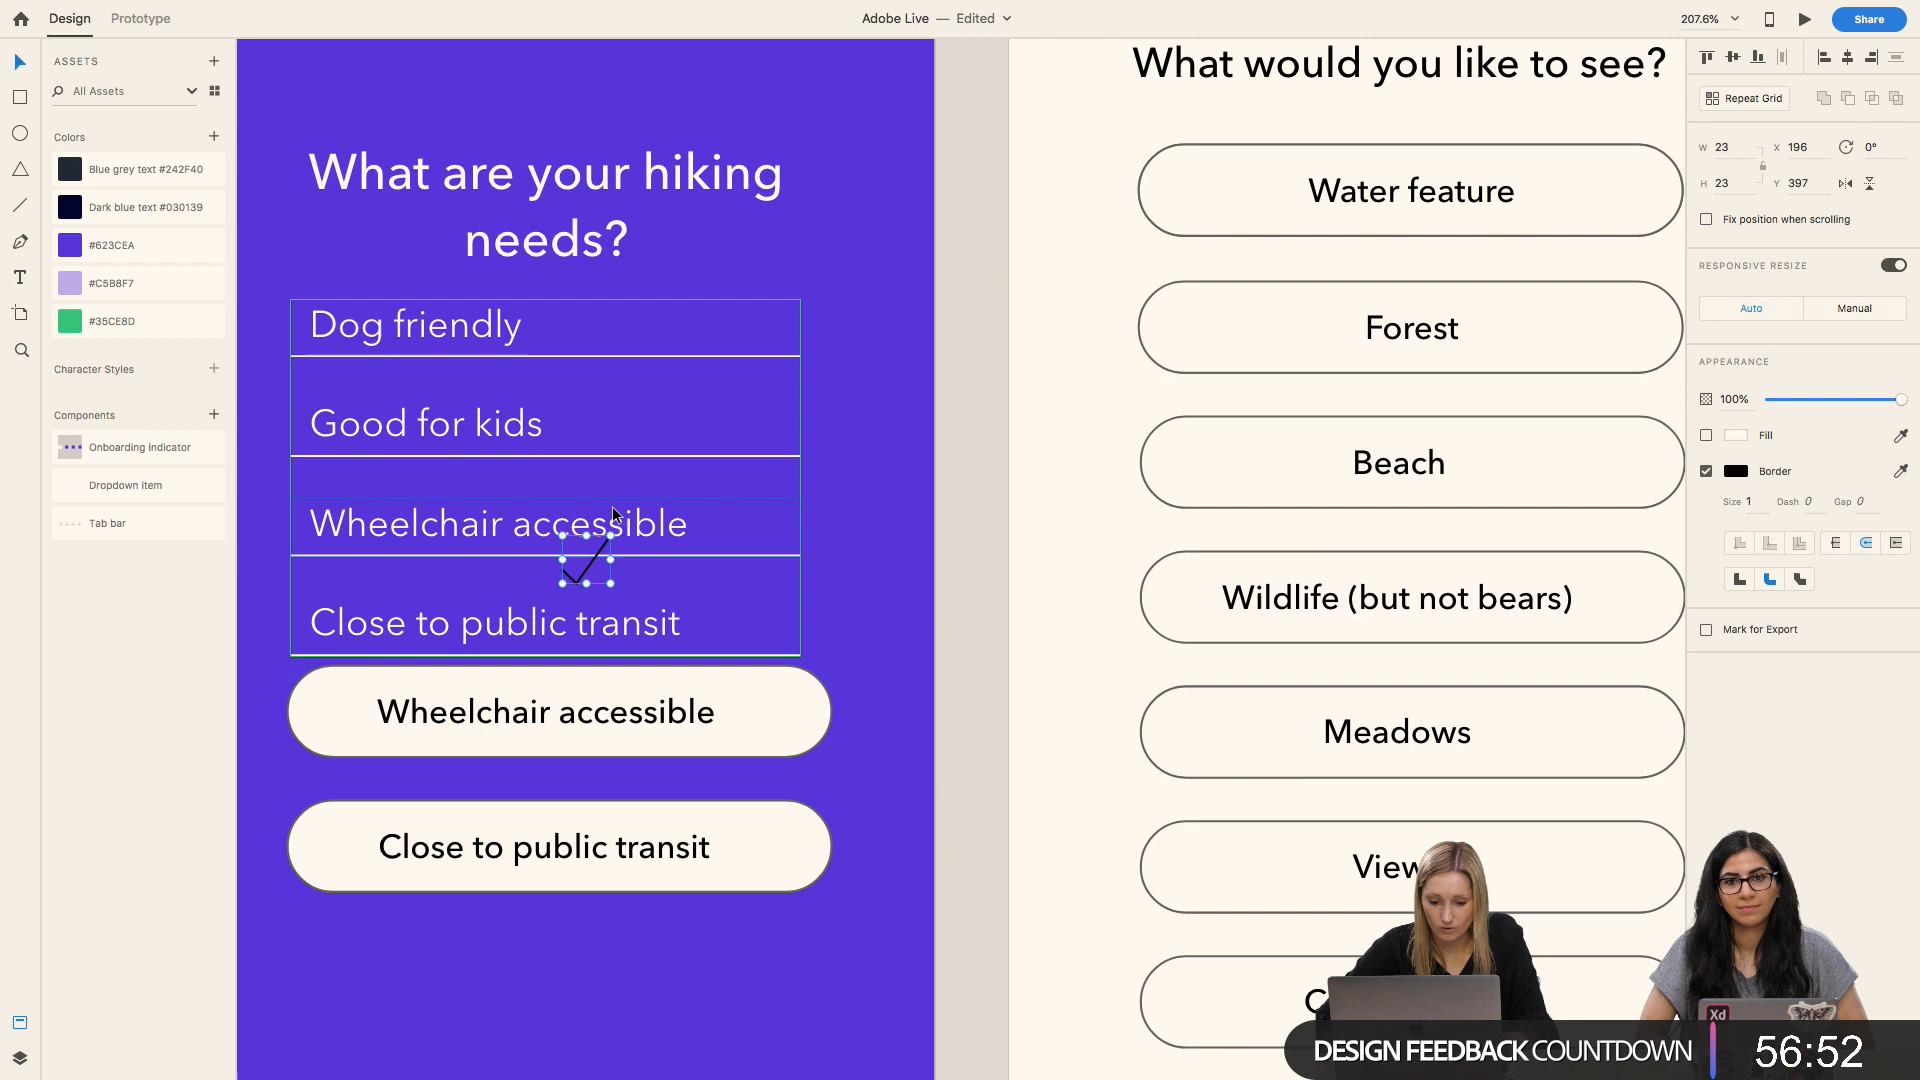 Design
Prototype
Adobe Live — Edited
207.6%
Share
ASSETS
All Assets
Colors
Blue grey text #242F40
Dark blue text #030139
#623CEA
#C5B8F7
#35CE8D
Character Styles
Components
Onboarding indicator
Dropdown item
Tab bar
What are your hiking
needs?
Dog friendly
Good for kids
Wheelchair accessible
Close to public transit
Wheelchair accessible
Close to public transit
What would you like to see?
Water feature
Forest
Beach
Wildlife (but not bears)
Meadows
View
C
Repeat Grid
W 23 X 196 0°
H 23 Y 397
Fix position when scrolling
RESPONSIVE RESIZE
Auto Manual
APPEARANCE
100%
Fill
Border
Size 1 Dash 0 Gap 0
Mark for Export
Xd
DESIGN FEEDBACK COUNTDOWN
56:52